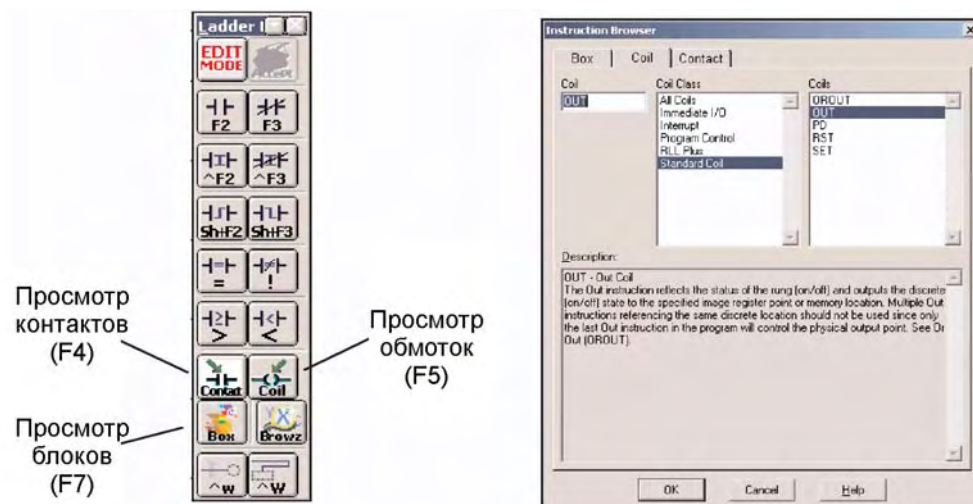 Ladder I
EDIT MODE
Accept
F2
F3
^F2
^F3
Sh+F2
Sh+F3
=
!
>
<
Contact
Coil
Box
Browz
^w
^W
Просмотр
контактов
(F4)
Просмотр
блоков
(F7)
Просмотр
обмоток
(F5)
Instruction Browser
Box
Coil
Contact
Coil
OUT
Coil Class
All Coils
Immediate I/O
Interrupt
Program Control
RLL Plus
Standard Coil
Coils
OROUT
OUT
PD
RST
SET
Description:
OUT - Out Coil
The Out instruction reflects the status of the rung (on/off) and outputs the discrete
(on/off) state to the specified image register point or memory location. Multiple Out
instructions referencing the same discrete location should not be used since only
the last Out instruction in the program will control the physical output point. See Or
Out (OROUT).
OK
Cancel
Help